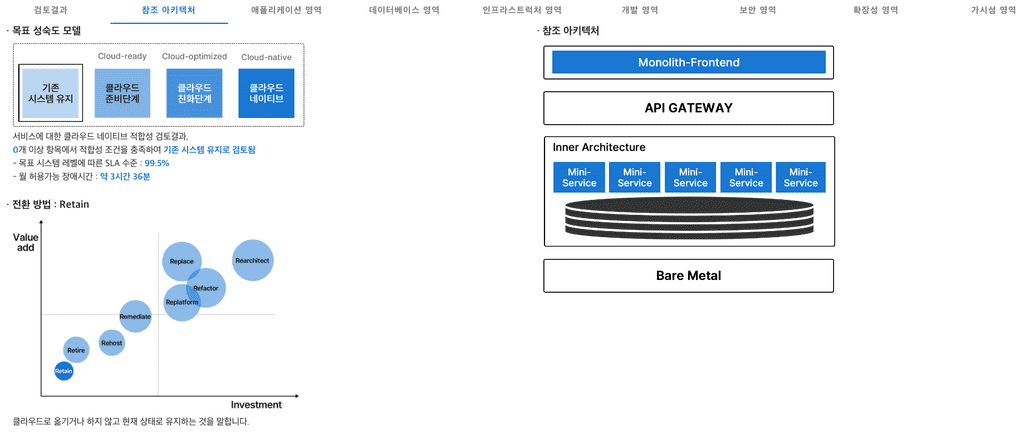 검토결과
참조 아키텍처
애플리케이션 영역
데이터베이스 영역
인프라스트럭처 영역
개발 영역
보안 영역
확장성 영역
가시성 영역
· 목표 성숙도 모델
Cloud-ready
Cloud-optimized
Cloud-native
기존
시스템 유지
클라우드
준비단계
클라우드
친화단계
클라우드
네이티브
서비스에 대한 클라우드 네이티브 적합성 검토결과,
0개 이상 항목에서 적합성 조건을 충족하여 기존 시스템 유지로 검토됨
- 목표 시스템 레벨에 따른 SLA 수준 : 99.5%
- 월 허용가능 장애시간 : 약 3시간 36분
· 전환 방법 : Retain
Value
add
Replace
Rearchitect
Refactor
Replatform
Remediate
Rehost
Retire
Retain
Investment
클라우드로 옮기거나 하지 않고 현재 상태로 유지하는 것을 말합니다.
· 참조 아키텍처
Monolith-Frontend
API GATEWAY
Inner Architecture
Mini-
Service
Mini-
Service
Mini-
Service
Mini-
Service
Mini-
Service
Bare Metal